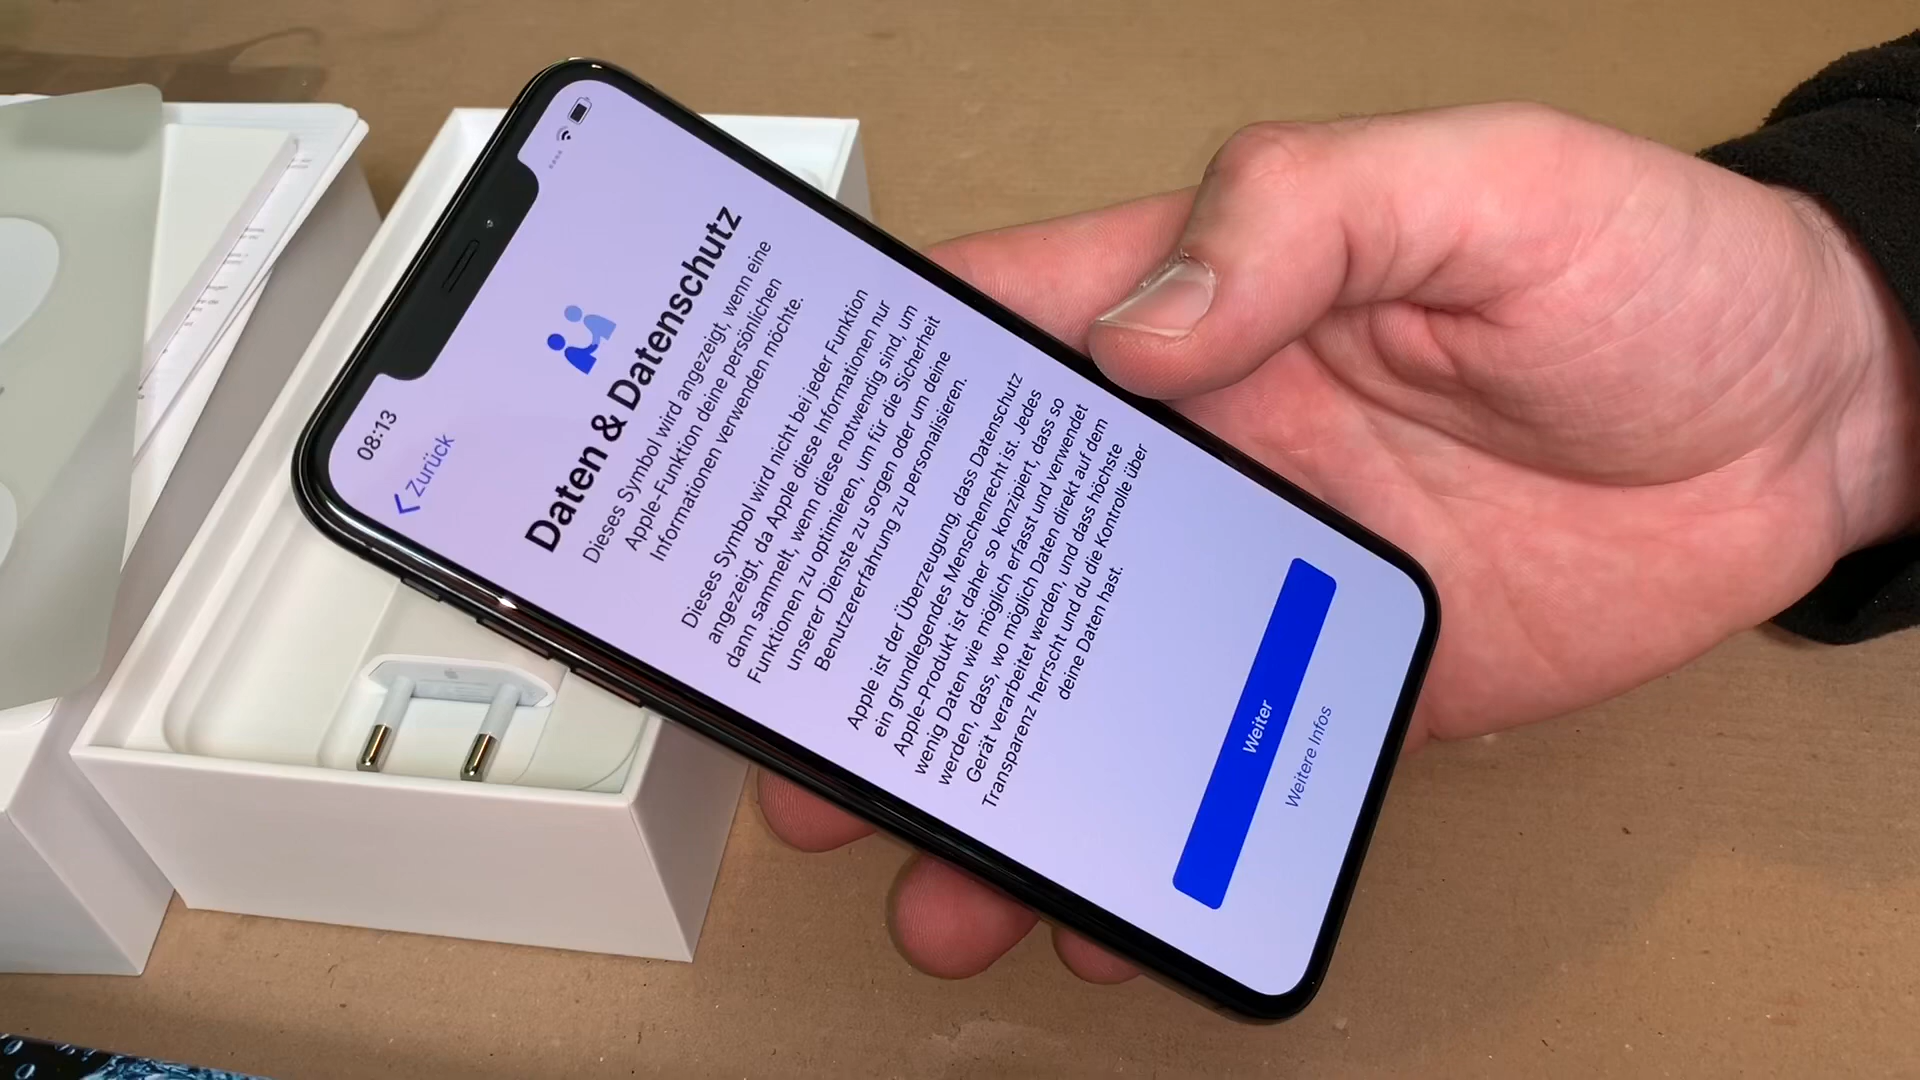 08:13
Zurück
Daten & Datenschutz
Dieses Symbol wird angezeigt, wenn eine
Apple-Funktion deine persönlichen
Informationen verwenden möchte.
Dieses Symbol wird nicht bei jeder Funktion
angezeigt, da Apple diese Informationen nur
dann sammelt, wenn diese notwendig sind, um
Funktionen zu optimieren, um für die Sicherheit
unserer Dienste zu sorgen oder um deine
Benutzererfahrung zu personalisieren.
Apple ist der Überzeugung, dass Datenschutz
ein grundlegendes Menschenrecht ist. Jedes
Apple-Produkt ist daher so konzipiert, dass so
wenig Daten wie möglich erfasst und verwendet
werden, dass, wo möglich Daten direkt auf dem
Gerät verarbeitet werden, und dass höchste
Transparenz herrscht und du die Kontrolle über
deine Daten hast.
Weiter
Weitere Infos